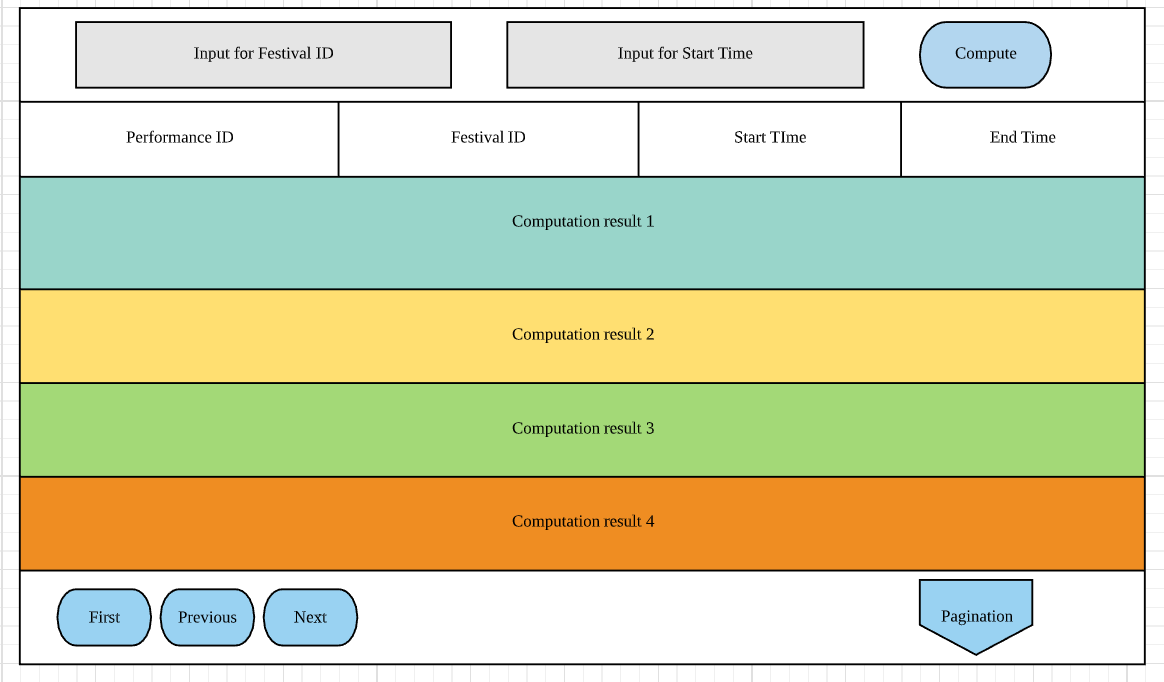 Input for Festival ID
Input for Start Time
Compute
Performance ID
Festival ID
Start TIme
End Time
Computation result 1
Computation result 2
Computation result 3
Computation result 4
First
Previous
Next
Pagination